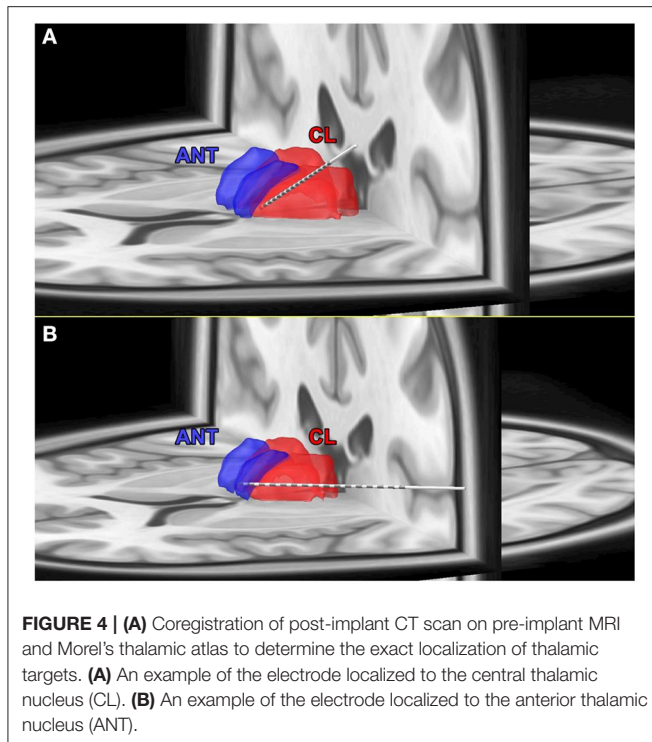 A
ANT
CL
B
ANT
CL
FIGURE 4 | (A) Coregistration of post-implant CT scan on pre-implant MRI
and Morel's thalamic atlas to determine the exact localization of thalamic
targets. (A) An example of the electrode localized to the central thalamic
nucleus (CL). (B) An example of the electrode localized to the anterior thalamic
nucleus (ANT).